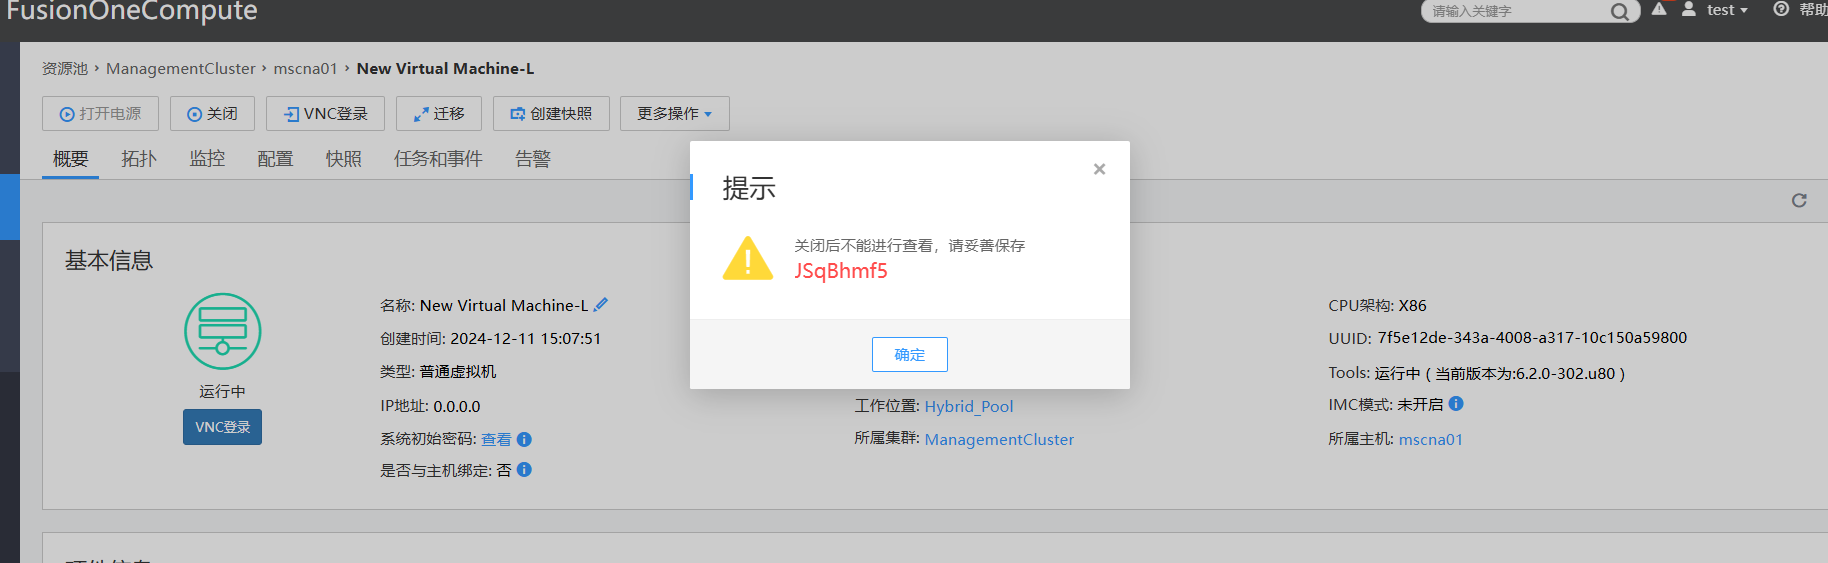 FusionOneCompute
请输入关键字
test
帮助
资源池 › ManagementCluster › mscna01 › New Virtual Machine-L
打开电源 关闭 VNC登录 迁移 创建快照 更多操作
概要 拓扑 监控 配置 快照 任务和事件 告警
提示
关闭后不能进行查看，请妥善保存
JSqBhmf5
确定
基本信息
运行中
VNC登录
名称: New Virtual Machine-L
创建时间: 2024-12-11 15:07:51
类型: 普通虚拟机
IP地址: 0.0.0.0
系统初始密码: 查看
是否与主机绑定: 否
工作位置: Hybrid_Pool
所属集群: ManagementCluster
CPU架构: X86
UUID: 7f5e12de-343a-4008-a317-10c150a59800
Tools: 运行中 ( 当前版本为:6.2.0-302.u80 )
IMC模式: 未开启
所属主机: mscna01